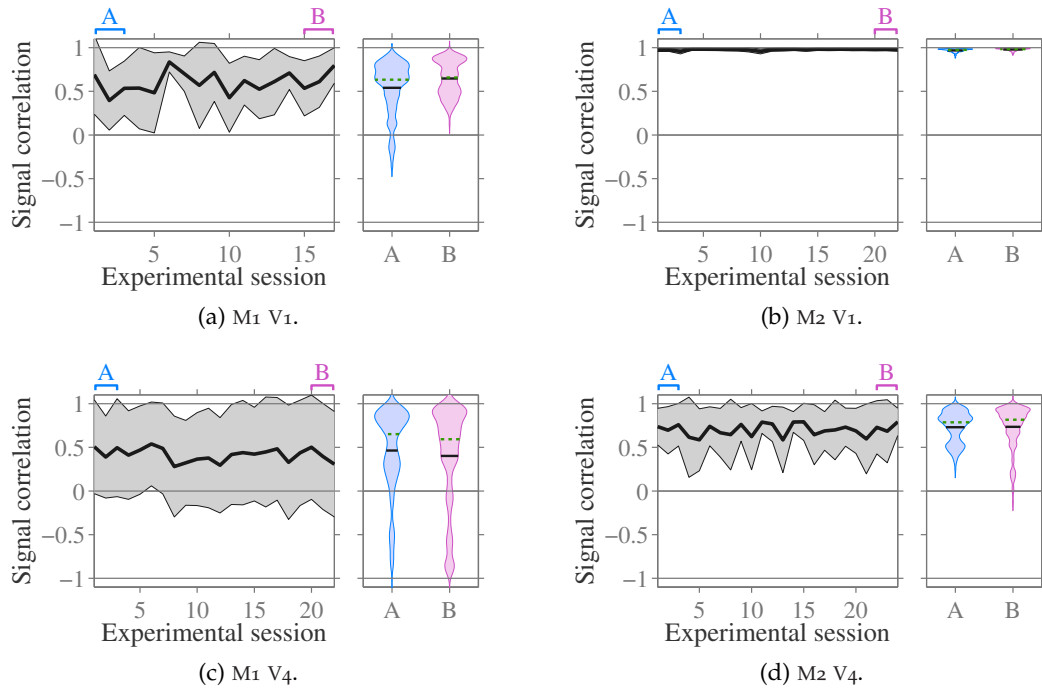 A B
Signal correlation
1
0.5
0
−0.5
−1
5 10 15
A B
Experimental session
(a) M1 V1.
A B
Signal correlation
1
0.5
0
−0.5
−1
5 10 15 20
A B
Experimental session
(b) M2 V1.
A B
Signal correlation
1
0.5
0
−0.5
−1
5 10 15 20
A B
Experimental session
(c) M1 V4.
A B
Signal correlation
1
0.5
0
−0.5
−1
5 10 15 20
A B
Experimental session
(d) M2 V4.